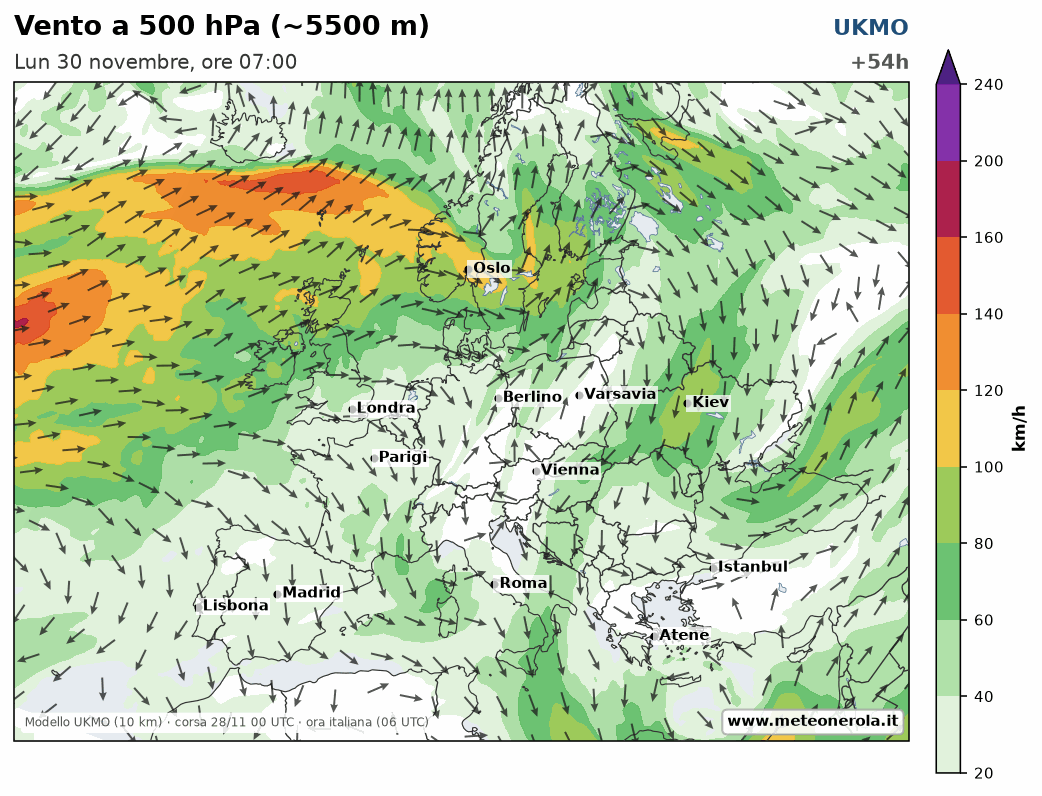 Vento a 500 hPa (~5500 m)
UKMO
Lun 30 novembre, ore 07:00
+54h
240
200
160
140
120
100
80
60
40
20
km/h
Oslo
Berlino
Varsavia
Kiev
Londra
Parigi
Vienna
Istanbul
Roma
Madrid
Lisbona
Atene
Modello UKMO (10 km) · corsa 28/11 00 UTC · ora italiana (06 UTC)
www.meteonerola.it